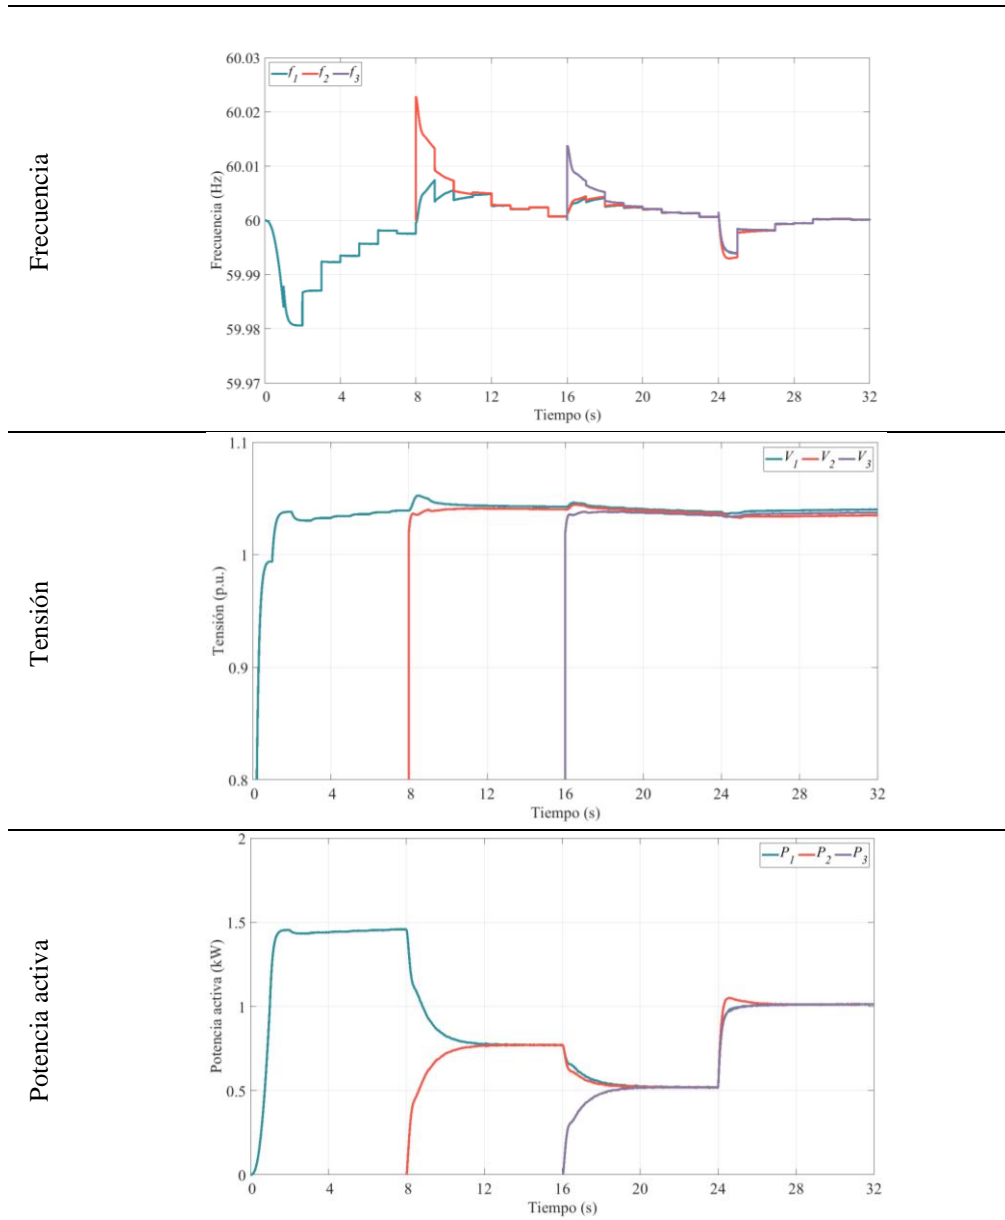 Frecuencia
60.03
60.02
60.01
60
59.99
59.98
59.97
f1 f2 f3
Frecuencia (Hz)
0 4 8 12 16 20 24 28 32
Tiempo (s)
Tensión
1.1
1
0.9
0.8
V1 V2 V3
Tensión (p.u.)
0 4 8 12 16 20 24 28 32
Tiempo (s)
Potencia activa
2
1.5
1
0.5
0
P1 P2 P3
Potencia activa (kW)
0 4 8 12 16 20 24 28 32
Tiempo (s)